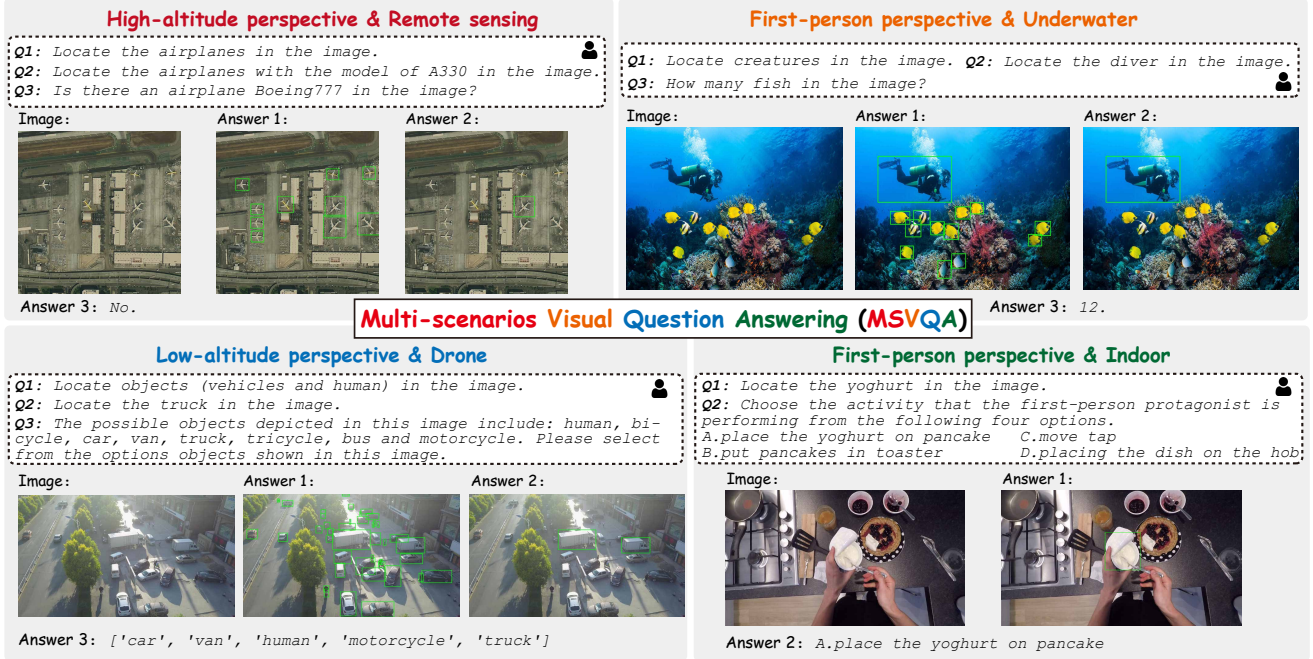 High-altitude perspective & Remote sensing
Q1: Locate the airplanes in the image.
Q2: Locate the airplanes with the model of A330 in the image.
Q3: Is there an airplane Boeing777 in the image?
Image:
Answer 1:
Answer 2:
Answer 3: No.
First-person perspective & Underwater
Q1: Locate creatures in the image. Q2: Locate the diver in the image.
Q3: How many fish in the image?
Image:
Answer 1:
Answer 2:
Answer 3: 12.
Multi-scenarios Visual Question Answering (MSVQA)
Low-altitude perspective & Drone
Q1: Locate objects (vehicles and human) in the image.
Q2: Locate the truck in the image.
Q3: The possible objects depicted in this image include: human, bi-
cycle, car, van, truck, tricycle, bus and motorcycle. Please select
from the options objects shown in this image.
Image:
Answer 1:
Answer 2:
Answer 3: ['car', 'van', 'human', 'motorcycle', 'truck']
First-person perspective & Indoor
Q1: Locate the yoghurt in the image.
Q2: Choose the activity that the first-person protagonist is
performing from the following four options.
A.place the yoghurt on pancake C.move tap
B.put pancakes in toaster D.placing the dish on the hob
Image:
Answer 1:
Answer 2: A.place the yoghurt on pancake